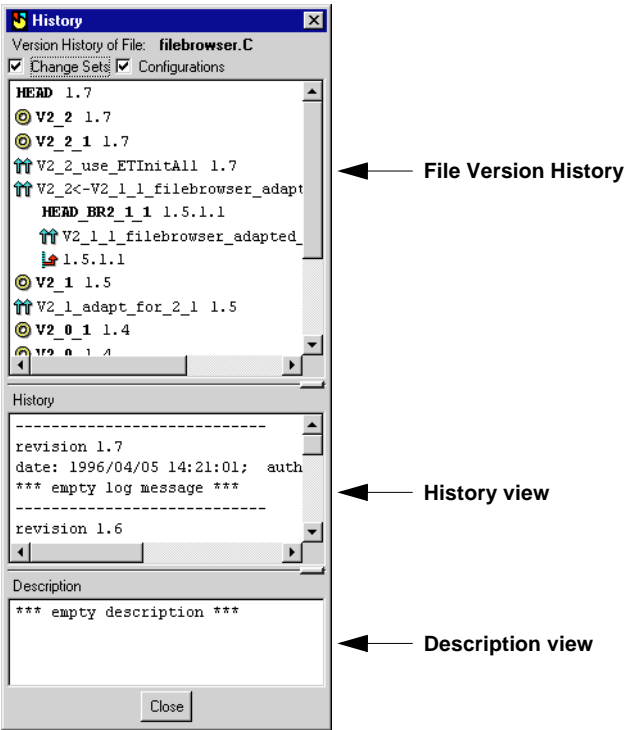 History
Version History of File: filebrowser.C
Change Sets Configurations
HEAD 1.7
V2_2 1.7
V2_2_1 1.7
V2_2_use_ETInitAll 1.7
V2_2<-V2_1_1_filebrowser_adapt
HEAD_BR2_1_1 1.5.1.1
V2_1_1_filebrowser_adapted_
1.5.1.1
V2_1 1.5
V2_1_adapt_for_2_1 1.5
V2_0_1 1.4
V2_0 1.4
File Version History
History
----------------------------
revision 1.7
date: 1996/04/05 14:21:01; auth
*** empty log message ***
----------------------------
revision 1.6
History view
Description
*** empty description ***
Description view
Close